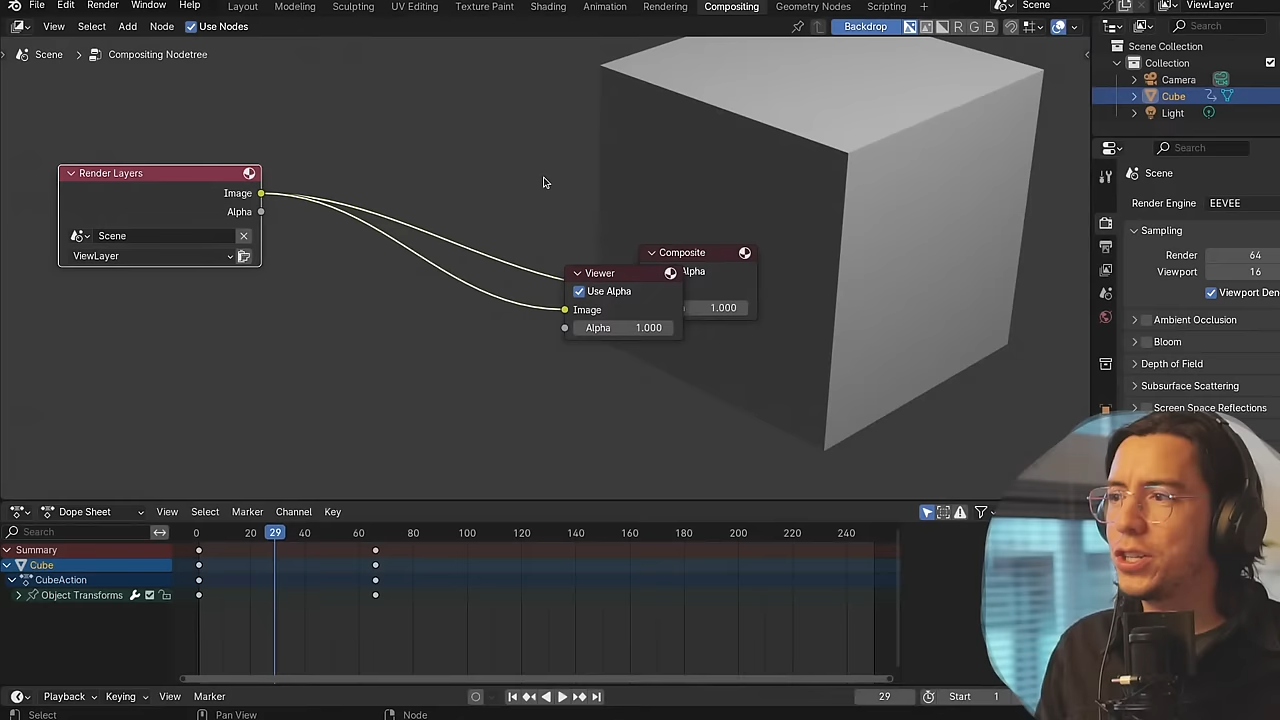 File Edit Render Window Help Layout Modeling Sculpting UV Editing Texture Paint Shading Animation Rendering Compositing Geometry Nodes Scripting + Scene ViewLayer
View Select Add Node Use Nodes Backdrop R G B Search
Scene > Compositing Nodetree
Scene Collection
Collection
Camera
Cube
Light
Search
Scene
Render Engine EEVEE
Sampling
Render 64
Viewport 16
Viewport Den
Ambient Occlusion
Bloom
Depth of Field
Subsurface Scattering
Screen Space Reflections
Render Layers
Image
Alpha
Scene
ViewLayer
Composite
Alpha
1.000
Viewer
Use Alpha
Image
Alpha 1.000
Dope Sheet View Select Marker Channel Key
Search 0 20 29 40 60 80 100 120 140 160 180 200 220 240
Summary
Cube
CubeAction
Object Transforms
Playback Keying View Marker 29 Start 1
Select Pan View Node